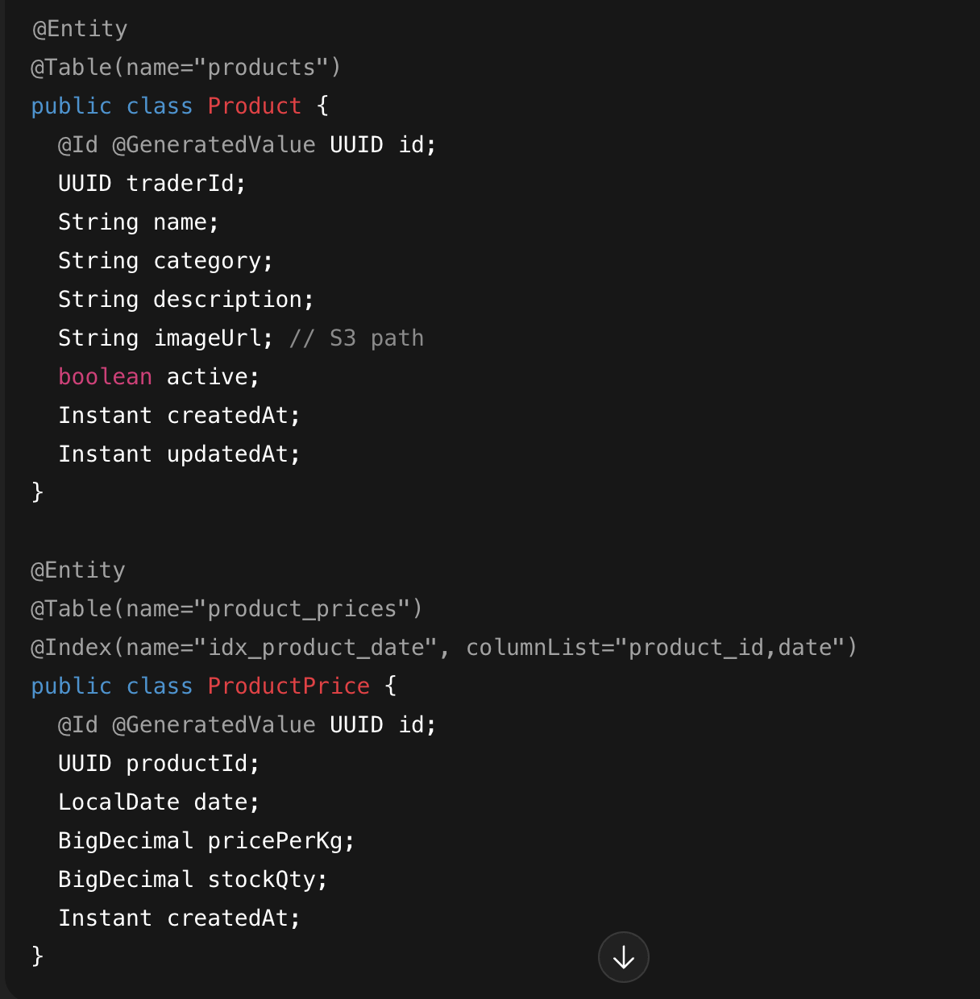 @Entity
@Table(name="products")
public class Product {
  @Id @GeneratedValue UUID id;
  UUID traderId;
  String name;
  String category;
  String description;
  String imageUrl; // S3 path
  boolean active;
  Instant createdAt;
  Instant updatedAt;
}

@Entity
@Table(name="product_prices")
@Index(name="idx_product_date", columnList="product_id,date")
public class ProductPrice {
  @Id @GeneratedValue UUID id;
  UUID productId;
  LocalDate date;
  BigDecimal pricePerKg;
  BigDecimal stockQty;
  Instant createdAt;
}